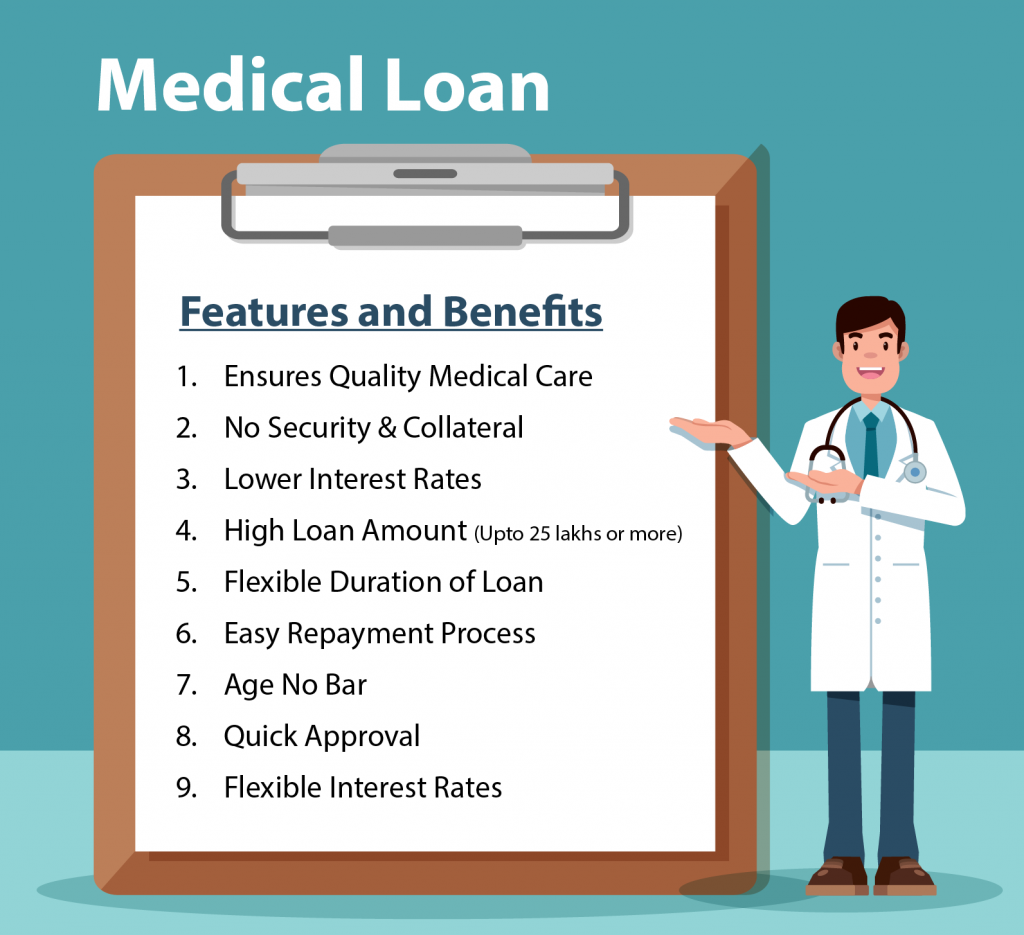 Medical Loan
Features and Benefits
1. Ensures Quality Medical Care
2. No Security & Collateral
3. Lower Interest Rates
4. High Loan Amount (Upto 25 lakhs or more)
5. Flexible Duration of Loan
6. Easy Repayment Process
7. Age No Bar
8. Quick Approval
9. Flexible Interest Rates